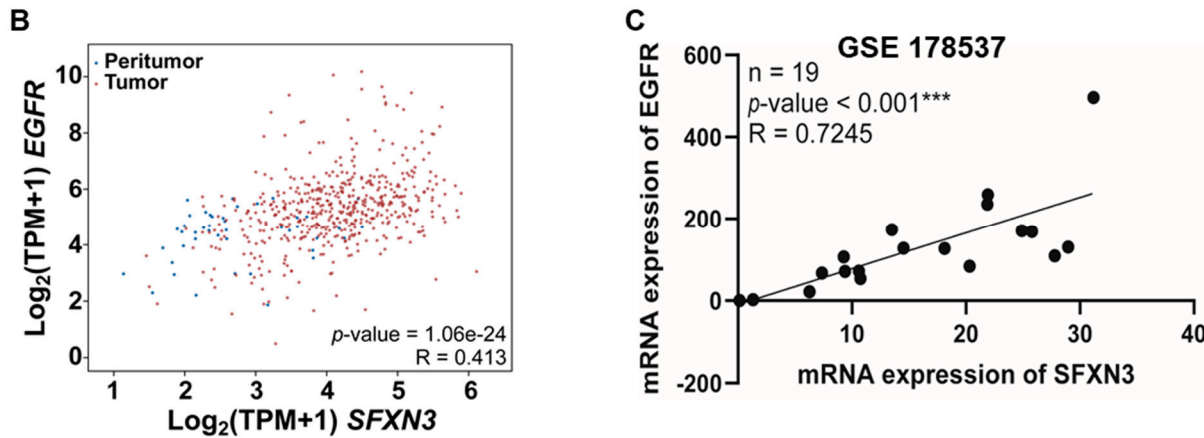 B
Peritumor
Tumor
10
8
6
4
2
0
Log2(TPM+1) EGFR
p-value = 1.06e-24
R = 0.413
1 2 3 4 5 6
Log2(TPM+1) SFXN3
C
GSE 178537
n = 19
p-value < 0.001***
R = 0.7245
600
400
200
0
-200
mRNA expression of EGFR
10 20 30 40
mRNA expression of SFXN3